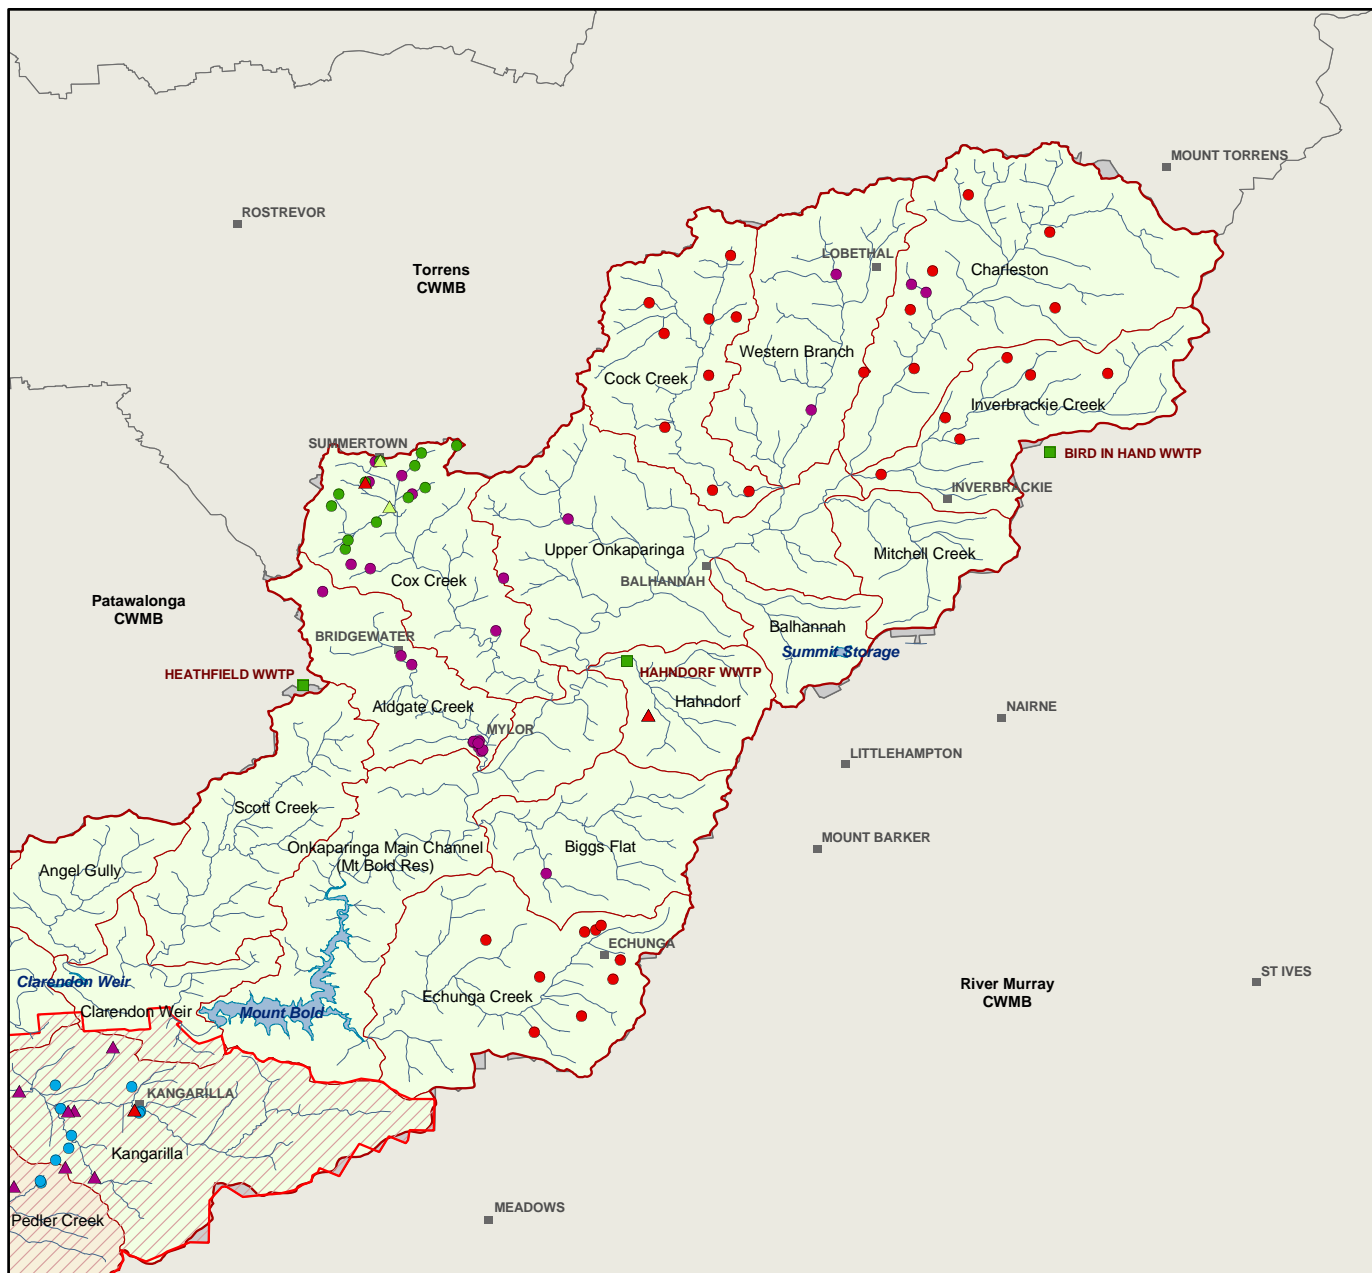 MOUNT TORRENS
ROSTREVOR
LOBETHAL
Torrens
CWMB
Charleston
Western Branch
Cock Creek
Inverbrackie Creek
SUMMERTOWN
BIRD IN HAND WWTP
INVERBRACKIE
Upper Onkaparinga
Mitchell Creek
Cox Creek
BALHANNAH
Patawalonga
CWMB
Balhannah
BRIDGEWATER
Summit Storage
HEATHFIELD WWTP
HAHNDORF WWTP
Hahndorf
Aldgate Creek
NAIRNE
MYLOR
LITTLEHAMPTON
Scott Creek
MOUNT BARKER
Onkaparinga Main Channel
(Mt Bold Res)
Biggs Flat
Angel Gully
ECHUNGA
ST IVES
Clarendon Weir
River Murray
CWMB
Echunga Creek
Clarendon Weir
Mount Bold
KANGARILLA
Kangarilla
MEADOWS
Pedler Creek